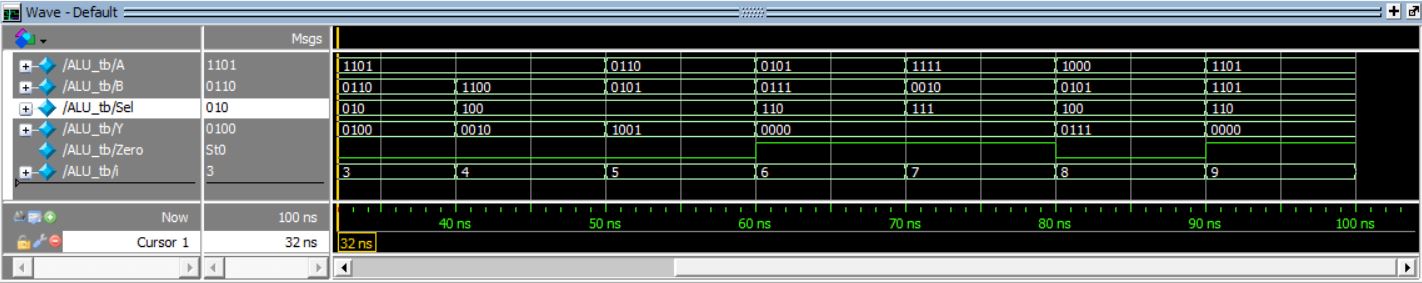 Wave - Default
Msgs
/ALU_tb/A 1101 1101 0110 0101 1111 1000 1101
/ALU_tb/B 0110 0110 1100 0101 0111 0010 0101 1101
/ALU_tb/Sel 010 010 100 110 111 100 110
/ALU_tb/Y 0100 0100 0010 1001 0000 0111 0000
/ALU_tb/Zero St0
/ALU_tb/i 3 3 4 5 6 7 8 9
Now 100 ns 40 ns 50 ns 60 ns 70 ns 80 ns 90 ns 100 ns
Cursor 1 32 ns 32 ns